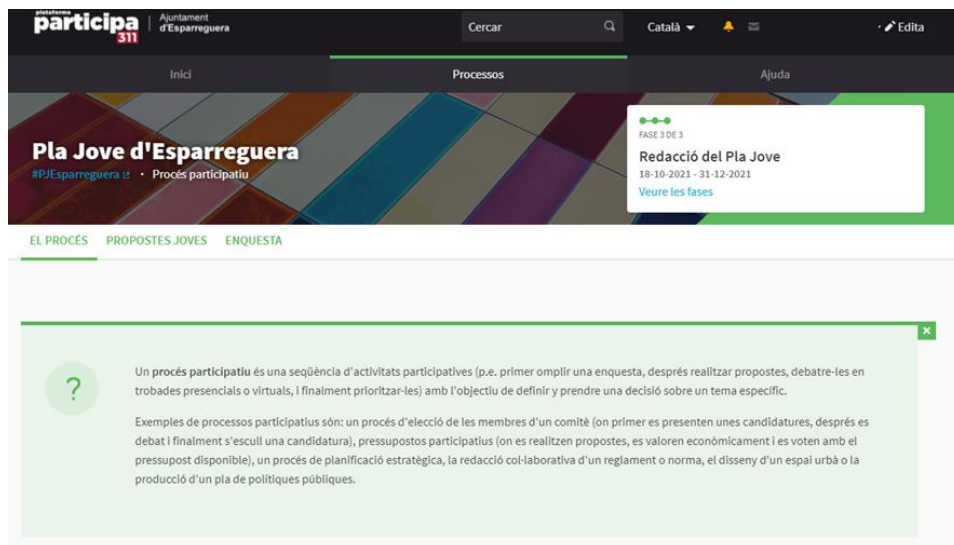 plataforma
participa
311
Ajuntament
d'Esparreguera
Cercar
Català
Edita
Inici
Processos
Ajuda
Pla Jove d'Esparreguera
#PJEsparreguera • Procés participatiu
FASE 3 DE 3
Redacció del Pla Jove
18-10-2021 - 31-12-2021
Veure les fases
EL PROCÉS PROPOSTES JOVES ENQUESTA
x
?
Un procés participatiu és una seqüència d'activitats participatives (p.e. primer omplir una enquesta, després realitzar propostes, debatre-les en
trobades presencials o virtuals, i finalment prioritzar-les) amb l'objectiu de definir y prendre una decisió sobre un tema específic.
Exemples de processos participatius són: un procés d'elecció de les membres d'un comitè (on primer es presenten unes candidatures, després es
debat i finalment s'escull una candidatura), pressupostos participatius (on es realitzen propostes, es valoren econòmicament i es voten amb el
pressupost disponible), un procés de planificació estratègica, la redacció col·laborativa d'un reglament o norma, el disseny d'un espai urbà o la
producció d'un pla de polítiques públiques.